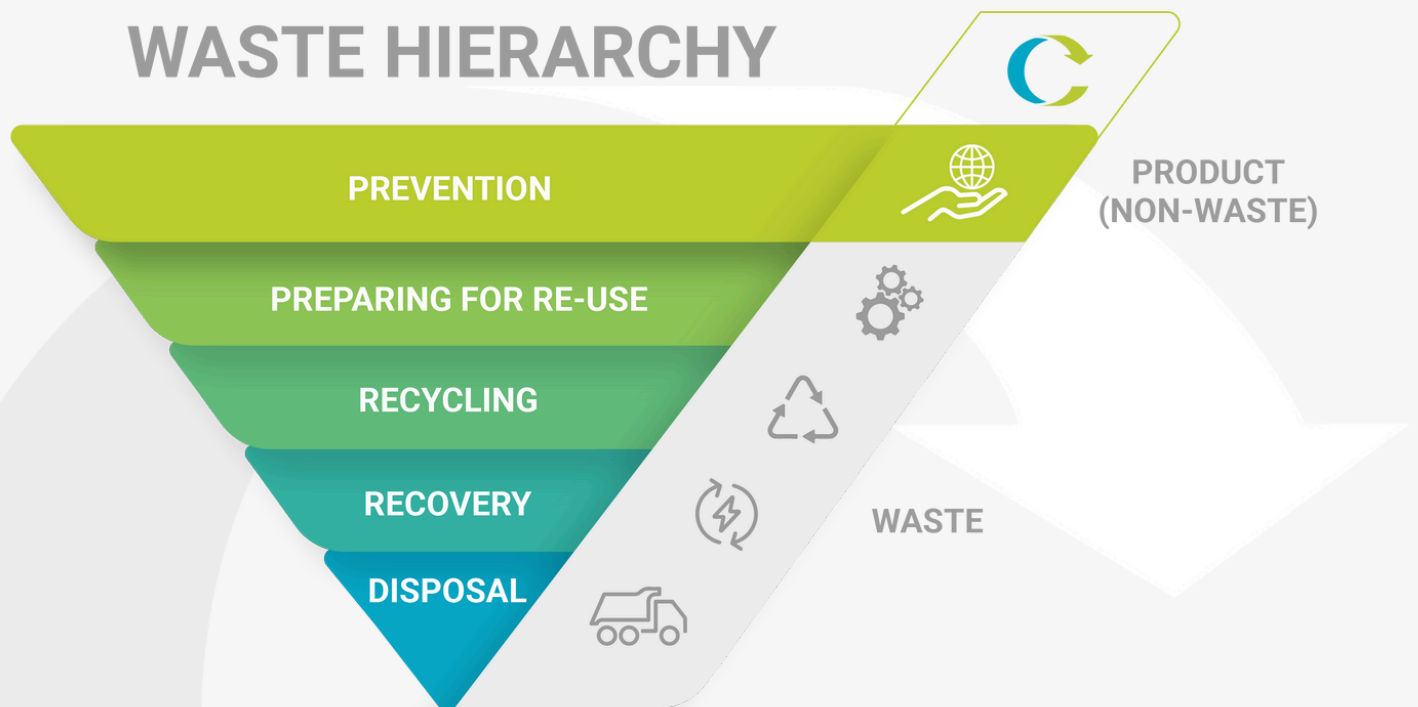 WASTE HIERARCHY
PREVENTION
PRODUCT
(NON-WASTE)
PREPARING FOR RE-USE
RECYCLING
RECOVERY
WASTE
DISPOSAL